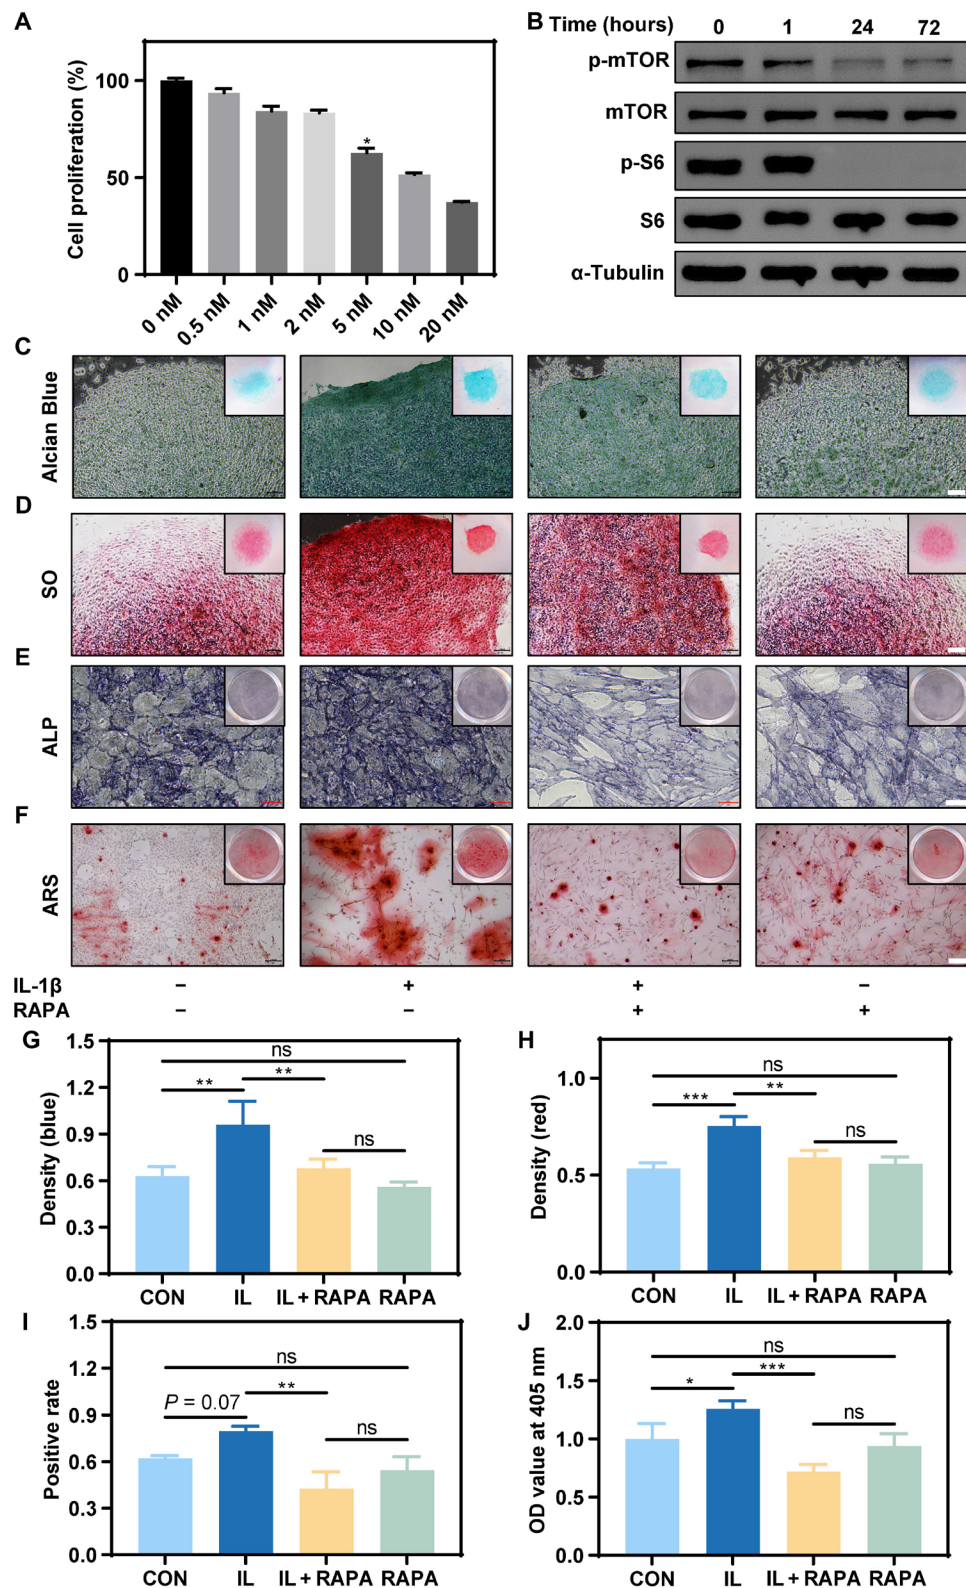 A
Cell proliferation (%)
100
50
0
*
0 nM
0.5 nM
1 nM
2 nM
5 nM
10 nM
20 nM
B
Time (hours) 0 1 24 72
p-mTOR
mTOR
p-S6
S6
α-Tubulin
C
Alcian Blue
D
SO
E
ALP
F
ARS
IL-1β – + + –
RAPA – – + +
G
Density (blue)
1.5
1.2
0.9
0.6
0.3
0.0
ns
** **
ns
CON IL IL + RAPA RAPA
H
Density (red)
1.0
0.5
0.0
ns
*** **
ns
CON IL IL + RAPA RAPA
I
Positive rate
1.5
1.2
0.9
0.6
0.3
0.0
ns
P = 0.07 **
ns
CON IL IL + RAPA RAPA
J
OD value at 405 nm
2.0
1.5
1.0
0.5
0.0
ns
* ***
ns
CON IL IL + RAPA RAPA